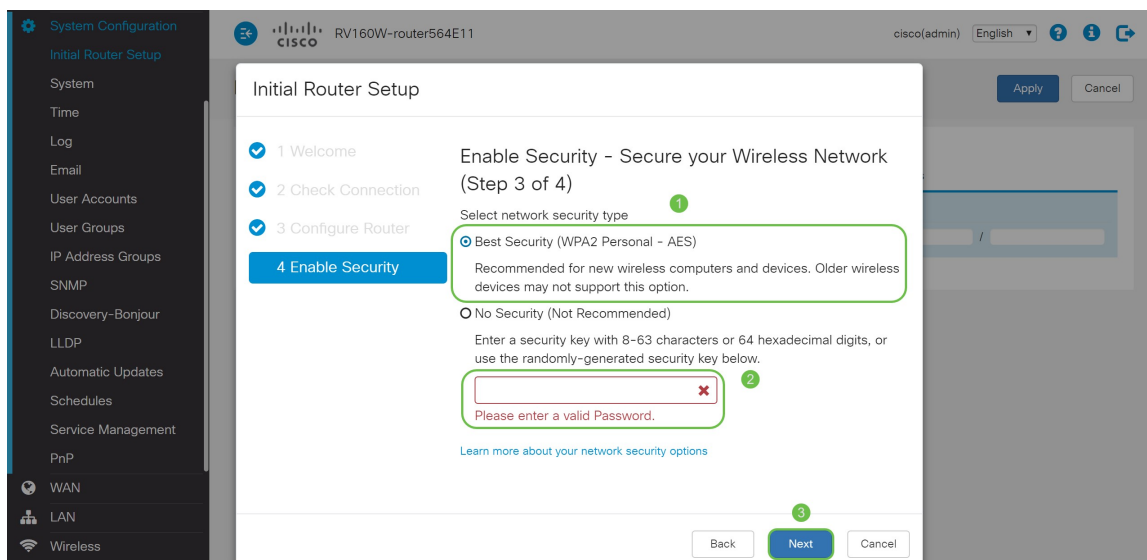 System Configuration
Initial Router Setup
System
Time
Log
Email
User Accounts
User Groups
IP Address Groups
SNMP
Discovery-Bonjour
LLDP
Automatic Updates
Schedules
Service Management
PnP
WAN
LAN
Wireless
CISCO
RV160W-router564E11
cisco(admin)
English
Apply
Cancel
Initial Router Setup
1 Welcome
2 Check Connection
3 Configure Router
4 Enable Security
Enable Security - Secure your Wireless Network
(Step 3 of 4)
1
Select network security type
Best Security (WPA2 Personal - AES)
Recommended for new wireless computers and devices. Older wireless
devices may not support this option.
No Security (Not Recommended)
Enter a security key with 8-63 characters or 64 hexadecimal digits, or
use the randomly-generated security key below.
2
Please enter a valid Password.
Learn more about your network security options
3
Back
Next
Cancel
/